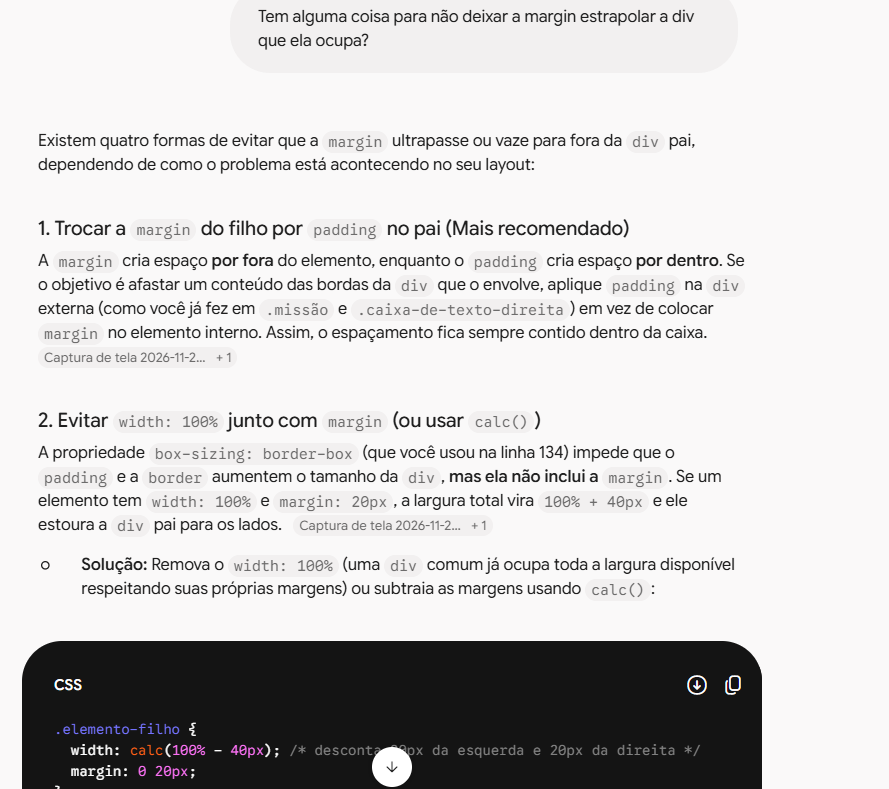 Tem alguma coisa para não deixar a margin estrapolar a div
que ela ocupa?
Existem quatro formas de evitar que a margin ultrapasse ou vaze para fora da div pai,
dependendo de como o problema está acontecendo no seu layout:
1. Trocar a margin do filho por padding no pai (Mais recomendado)
A margin cria espaço por fora do elemento, enquanto o padding cria espaço por dentro. Se
o objetivo é afastar um conteúdo das bordas da div que o envolve, aplique padding na div
externa (como você já fez em .missão e .caixa-de-texto-direita) em vez de colocar
margin no elemento interno. Assim, o espaçamento fica sempre contido dentro da caixa.
Captura de tela 2026-11-2... + 1
2. Evitar width: 100% junto com margin (ou usar calc())
A propriedade box-sizing: border-box (que você usou na linha 134) impede que o
padding e a border aumentem o tamanho da div, mas ela não inclui a margin. Se um
elemento tem width: 100% e margin: 20px, a largura total vira 100% + 40px e ele
estoura a div pai para os lados. Captura de tela 2026-11-2... + 1
Solução: Remova o width: 100% (uma div comum já ocupa toda a largura disponível
respeitando suas próprias margens) ou subtraia as margens usando calc():
CSS
.elemento-filho {
width: calc(100% - 40px); /* desconta px da esquerda e 20px da direita */
margin: 0 20px;